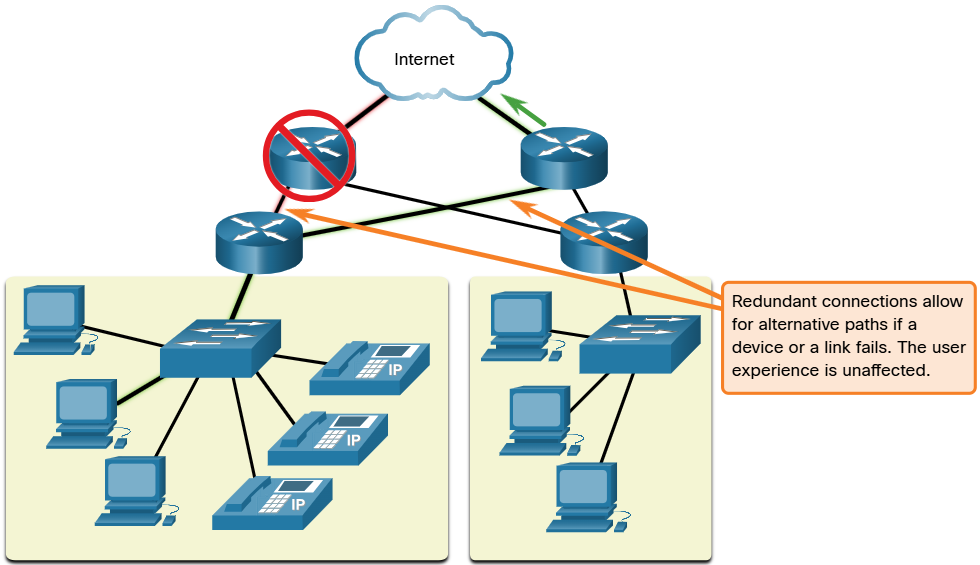 Internet
Redundant connections allow
for alternative paths if a
device or a link fails. The user
experience is unaffected.
IP
IP
IP